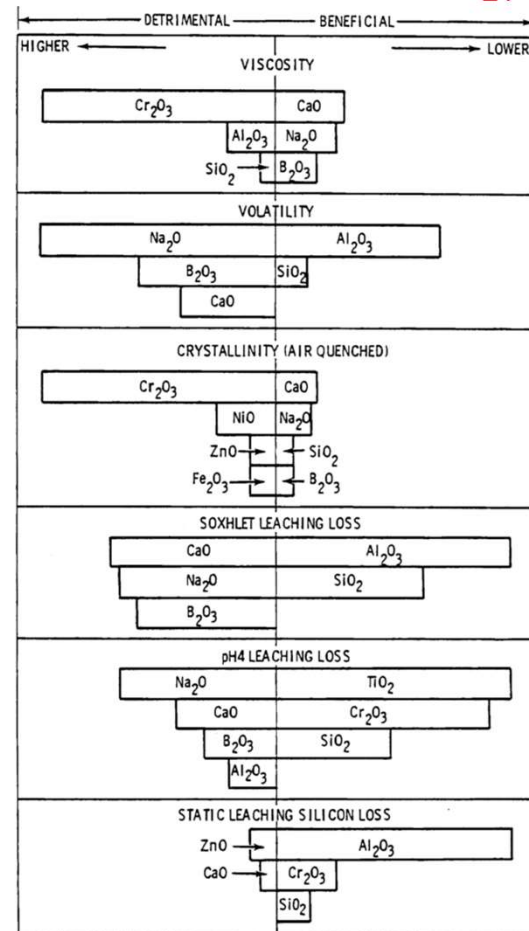 DETRIMENTAL BENEFICIAL
HIGHER LOWER
VISCOSITY
Cr₂O₃ CaO
Al₂O₃ Na₂O
SiO₂ B₂O₃
VOLATILITY
Na₂O Al₂O₃
B₂O₃ SiO₂
CaO
CRYSTALLINITY (AIR QUENCHED)
Cr₂O₃ CaO
NiO Na₂O
ZnO SiO₂
Fe₂O₃ B₂O₃
SOXHLET LEACHING LOSS
CaO Al₂O₃
Na₂O SiO₂
B₂O₃
pH4 LEACHING LOSS
Na₂O TiO₂
CaO Cr₂O₃
B₂O₃ SiO₂
Al₂O₃
STATIC LEACHING SILICON LOSS
ZnO Al₂O₃
CaO Cr₂O₃
SiO₂